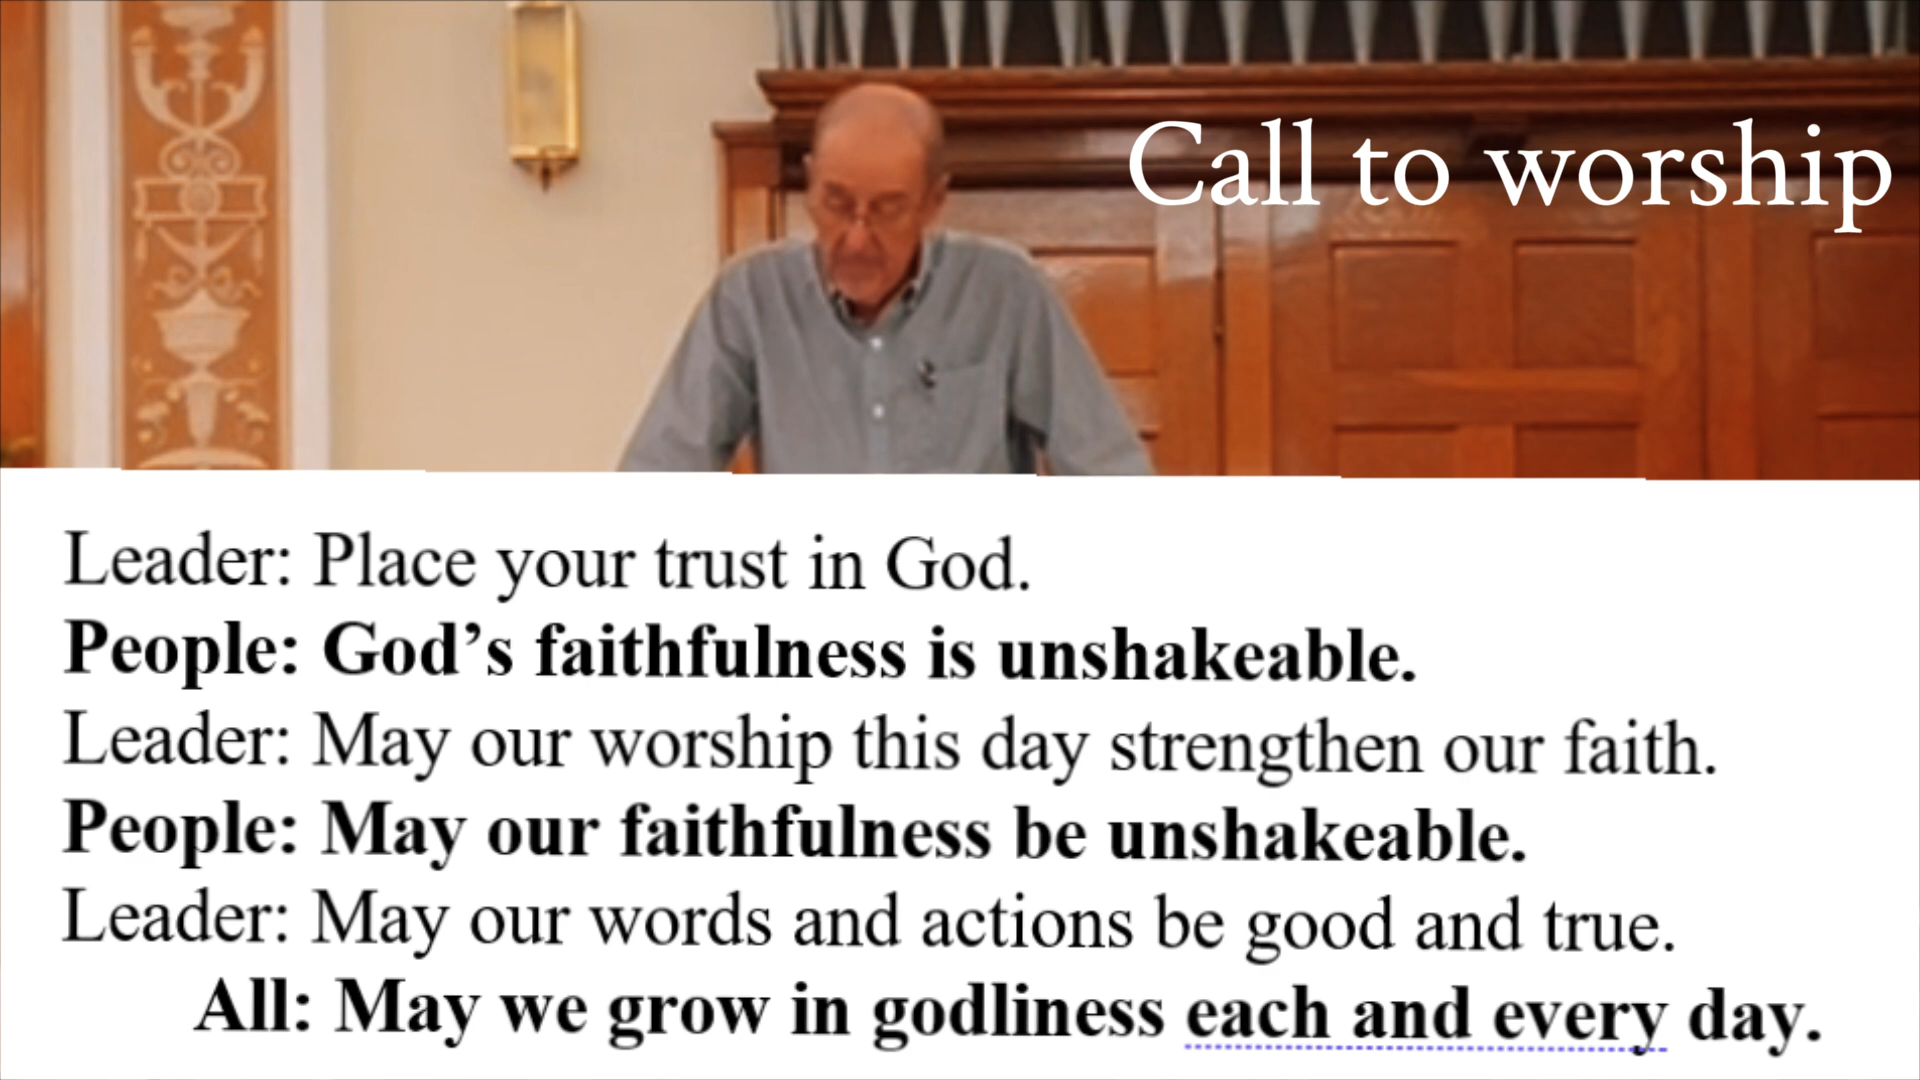 Call to worship
Leader: Place your trust in God.
People: God’s faithfulness is unshakeable.
Leader: May our worship this day strengthen our faith.
People: May our faithfulness be unshakeable.
Leader: May our words and actions be good and true.
All: May we grow in godliness each and every day.